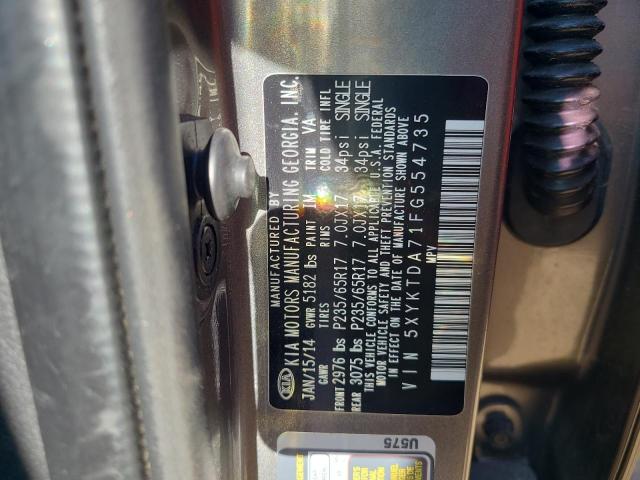 MANUFACTURED BY
KIA KIA MOTORS MANUFACTURING GEORGIA, INC.
JAN/15/14 GVWR 5182 lbs PAINT IM TRIM VA
GAWR TIRES RIMS COLD TIRE INFL
FRONT 2976 lbs P235/65R17 7.0JX17 34psi SINGLE
REAR 3075 lbs P235/65R17 7.0JX17 34psi SINGLE
THIS VEHICLE CONFORMS TO ALL APPLICABLE U.S.A. FEDERAL
MOTOR VEHICLE SAFETY AND THEFT PREVENTION STANDARDS
IN EFFECT ON THE DATE OF MANUFACTURE SHOWN ABOVE
VIN 5XYKTDA71FG554735
MPV
U575